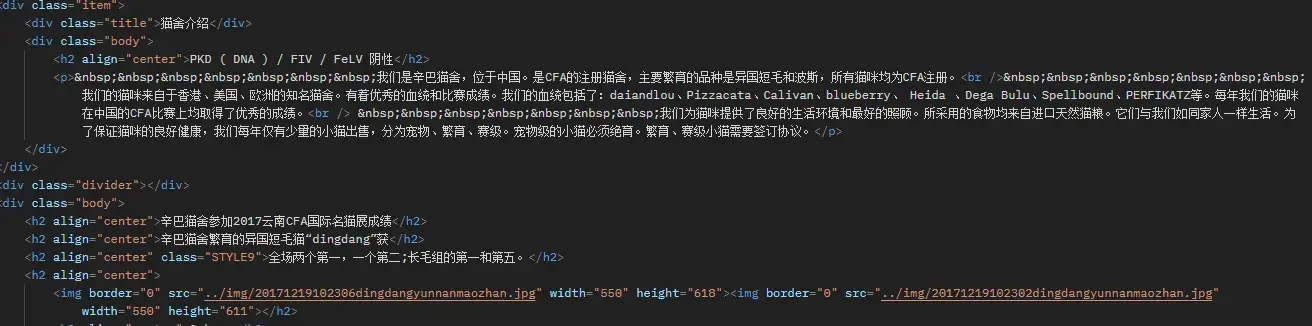 <div class="item">
<div class="title">猫舍介绍</div>
<div class="body">
<h2 align="center">PKD ( DNA ) / FIV / FeLV 阴性</h2>
<p>&nbsp;&nbsp;&nbsp;&nbsp;&nbsp;&nbsp;&nbsp;我们是辛巴猫舍，位于中国。是CFA的注册猫舍，主要繁育的品种是异国短毛和波斯，所有猫咪均为CFA注册。<br />&nbsp;&nbsp;&nbsp;&nbsp;&nbsp;&nbsp;&nbsp;
我们的猫咪来自于香港、美国、欧洲的知名猫舍。有着优秀的血统和比赛成绩。我们的血统包括了：daiandlou、Pizzacata、Calivan、blueberry、 Heida 、Dega Bulu、Spellbound、PERFIKATZ等。每年我们的猫咪
在中国的CFA比赛上均取得了优秀的成绩。<br /> &nbsp;&nbsp;&nbsp;&nbsp;&nbsp;&nbsp;我们为猫咪提供了良好的生活环境和最好的照顾。所采用的食物均来自进口天然猫粮。它们与我们如同家人一样生活。为
了保证猫咪的良好健康，我们每年仅有少量的小猫出售，分为宠物、繁育、赛级。宠物级的小猫必须绝育。繁育、赛级小猫需要签订协议。</p>
</div>
</div>
<div class="divider"></div>
<div class="body">
<h2 align="center">辛巴猫舍参加2017云南CFA国际名猫展成绩</h2>
<h2 align="center">辛巴猫舍繁育的异国短毛猫“dingdang”获</h2>
<h2 align="center" class="STYLE9">全场两个第一，一个第二;长毛组的第一和第五。</h2>
<h2 align="center">
<img border="0" src="../img/20171219102306dingdangyunnanmaozhan.jpg" width="550" height="618"><img border="0" src="../img/20171219102302dingdangyunnanmaozhan.jpg"
width="550" height="611"></h2>